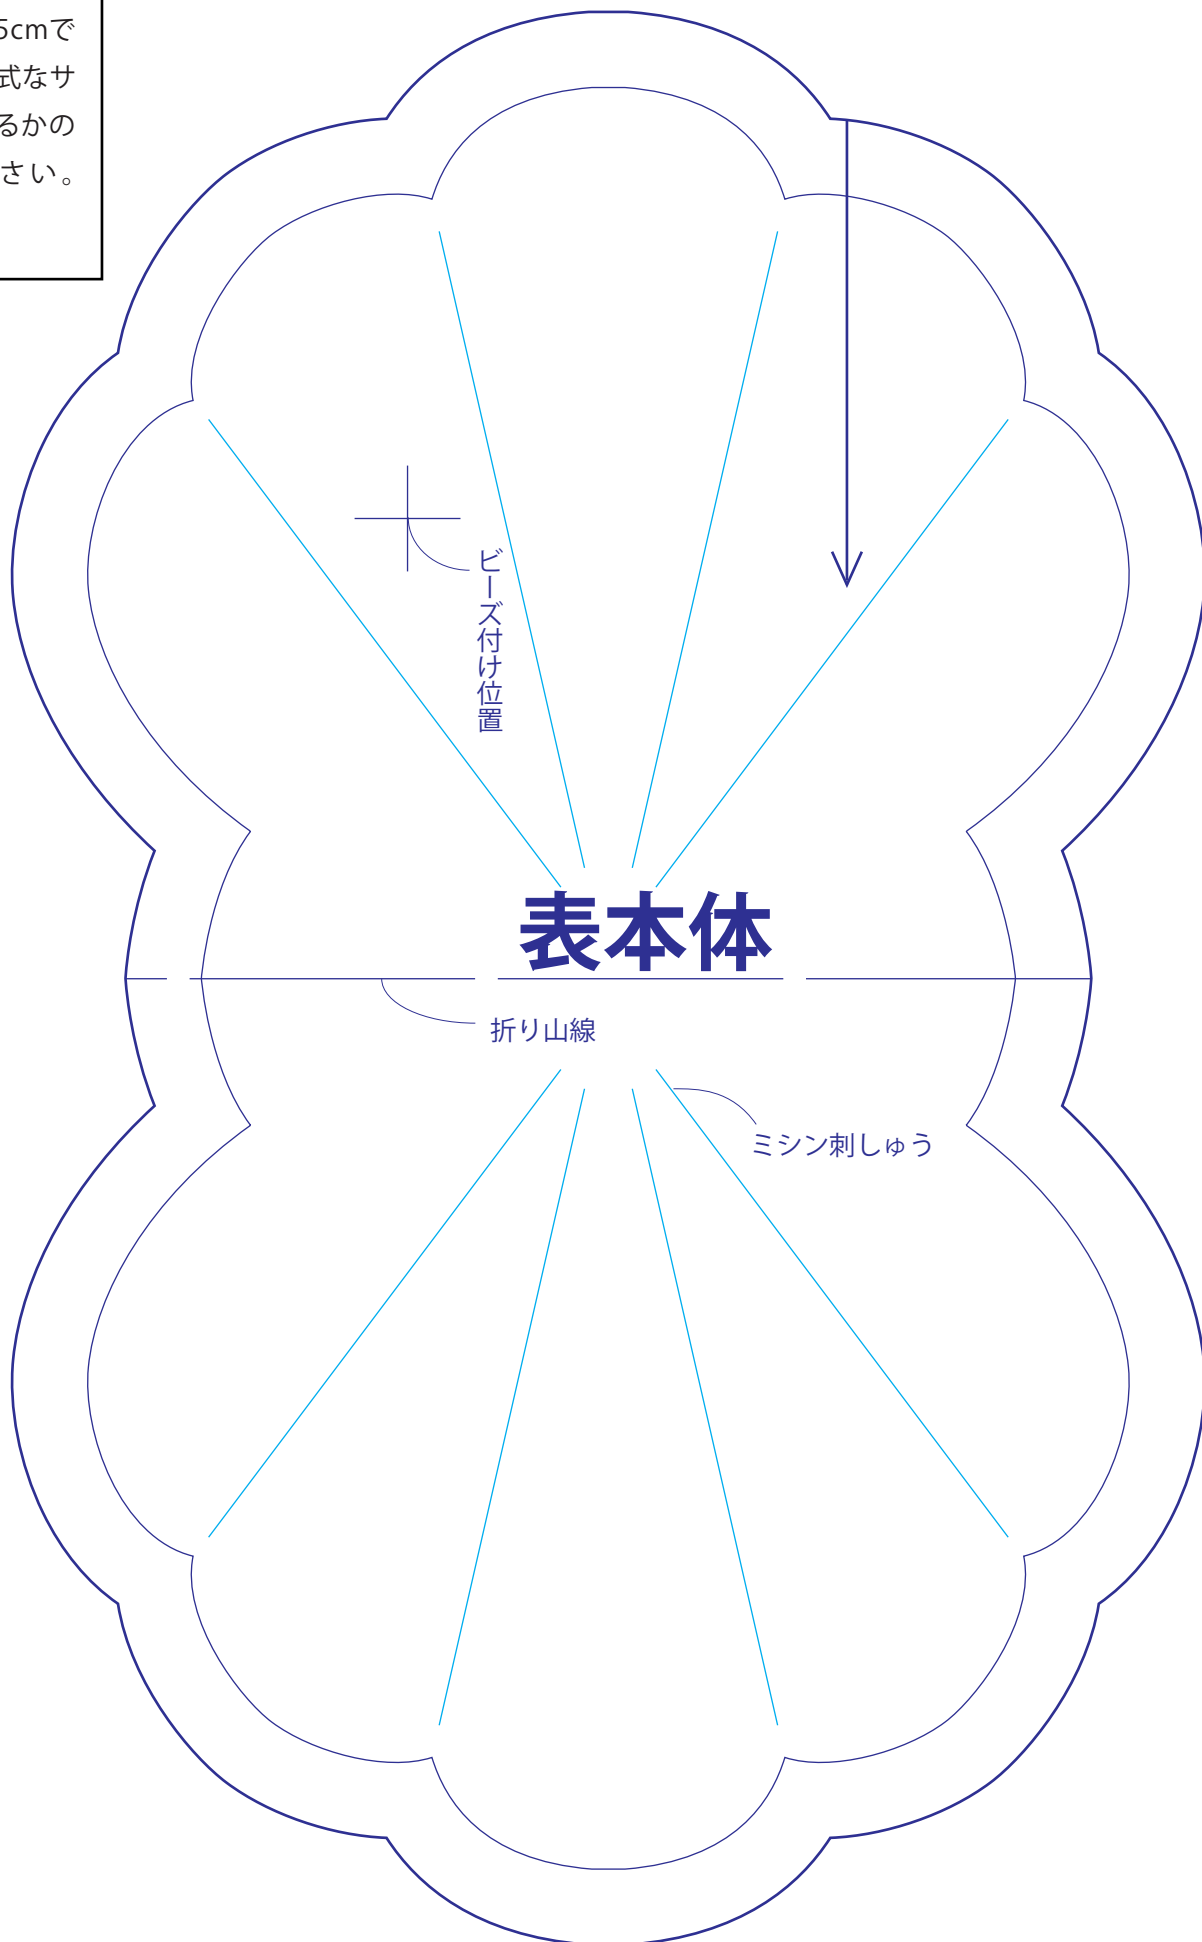 5cmで
式なサ
るかの
さい。
ビーズ付け位置
表本体
折り山線
ミシン刺しゅう